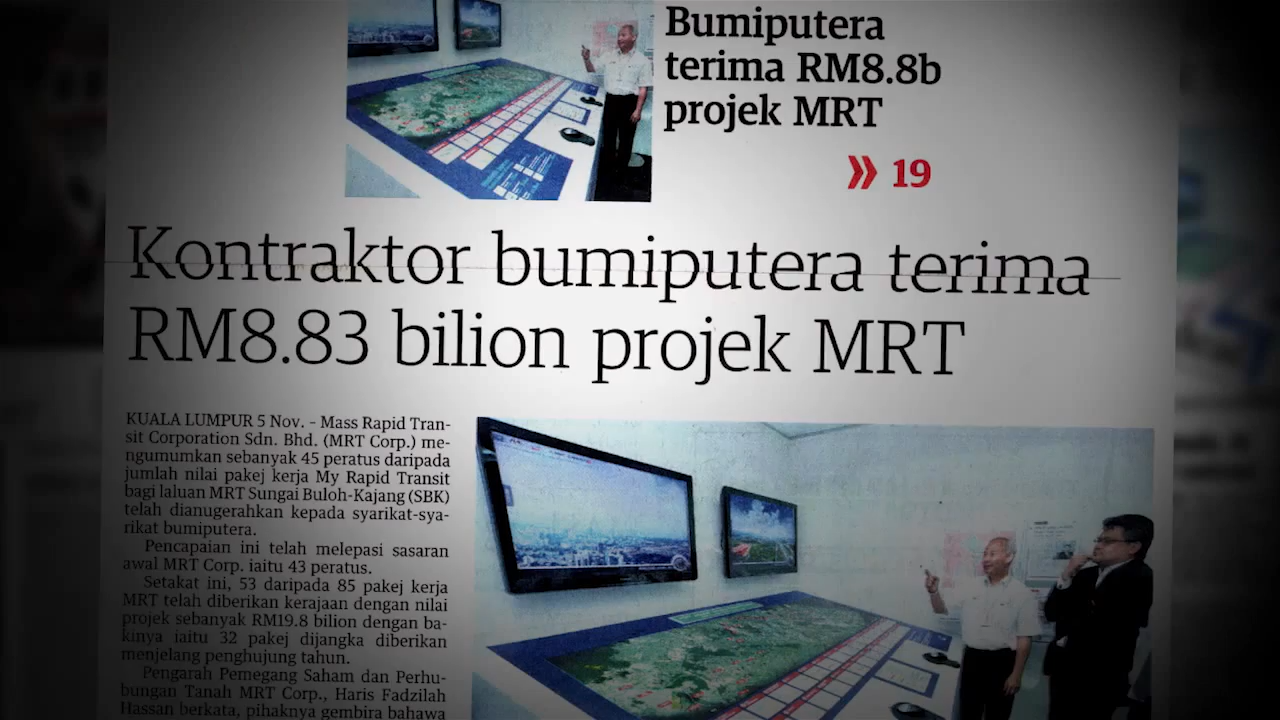 Bumiputera
terima RM8.8b
projek MRT
» 19
Kontraktor bumiputera terima
RM8.83 bilion projek MRT
KUALA LUMPUR 5 Nov. – Mass Rapid Tran-
sit Corporation Sdn. Bhd. (MRT Corp.) me-
ngumumkan sebanyak 45 peratus daripada
jumlah nilai pakej kerja My Rapid Transit
bagi laluan MRT Sungai Buloh-Kajang (SBK)
telah dianugerahkan kepada syarikat-sya-
rikat bumiputera.
Pencapaian ini telah melepasi sasaran
awal MRT Corp. iaitu 43 peratus.
Setakat ini, 53 daripada 85 pakej kerja
MRT telah diberikan kerajaan dengan nilai
projek sebanyak RM19.8 bilion dengan ba-
kinya iaitu 32 pakej dijangka diberikan
menjelang penghujung tahun.
Pengarah Pemegang Saham dan Perhu-
bungan Tanah MRT Corp., Haris Fadzilah
Hassan berkata, pihaknya gembira bahawa